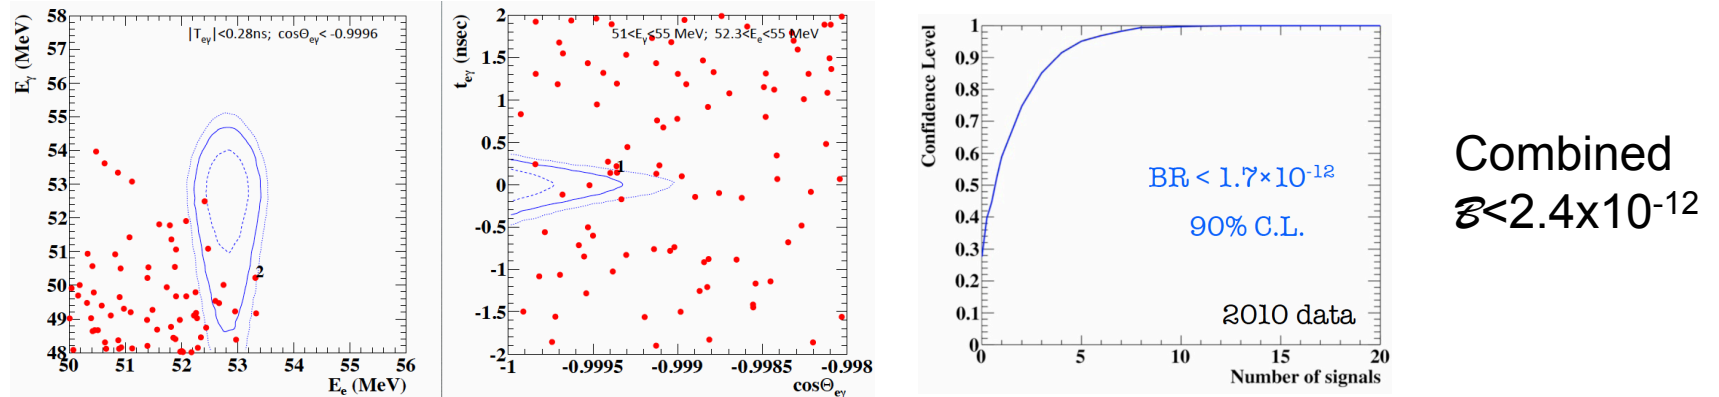 E_γ (MeV)
58
57
56
55
54
53
52
51
50
49
48
|T_eγ|<0.28ns; cosΘ_eγ< -0.9996
2
50 51 52 53 54 55 56
E_e (MeV)
t_eγ (nsec)
2
1.5
1
0.5
0
-0.5
-1
-1.5
-2
51<E_γ<55 MeV; 52.3<E_e<55 MeV
1
-1 -0.9995 -0.999 -0.9985 -0.998
cosΘ_eγ
Confidence Level
1
0.9
0.8
0.7
0.6
0.5
0.4
0.3
0.2
0.1
0
BR < 1.7×10⁻¹²
90% C.L.
2010 data
0 5 10 15 20
Number of signals
Combined
ℬ<2.4x10⁻¹²